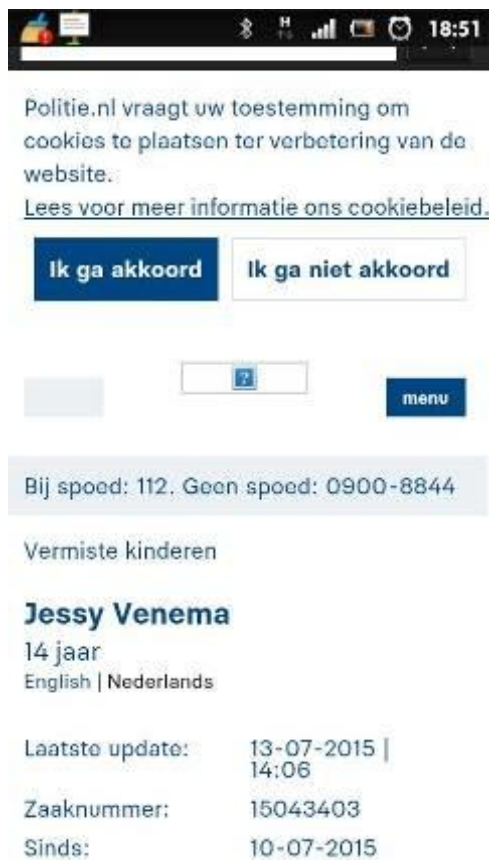 H
18:51
Politie.nl vraagt uw toestemming om
cookies te plaatsen ter verbetering van de
website.
Lees voor meer informatie ons cookiebeleid.
Ik ga akkoord
Ik ga niet akkoord
?
menu
Bij spoed: 112. Geen spoed: 0900-8844
Vermiste kinderen
Jessy Venema
14 jaar
English | Nederlands
Laatste update: 13-07-2015 |
14:06
Zaaknummer: 15043403
Sinds: 10-07-2015